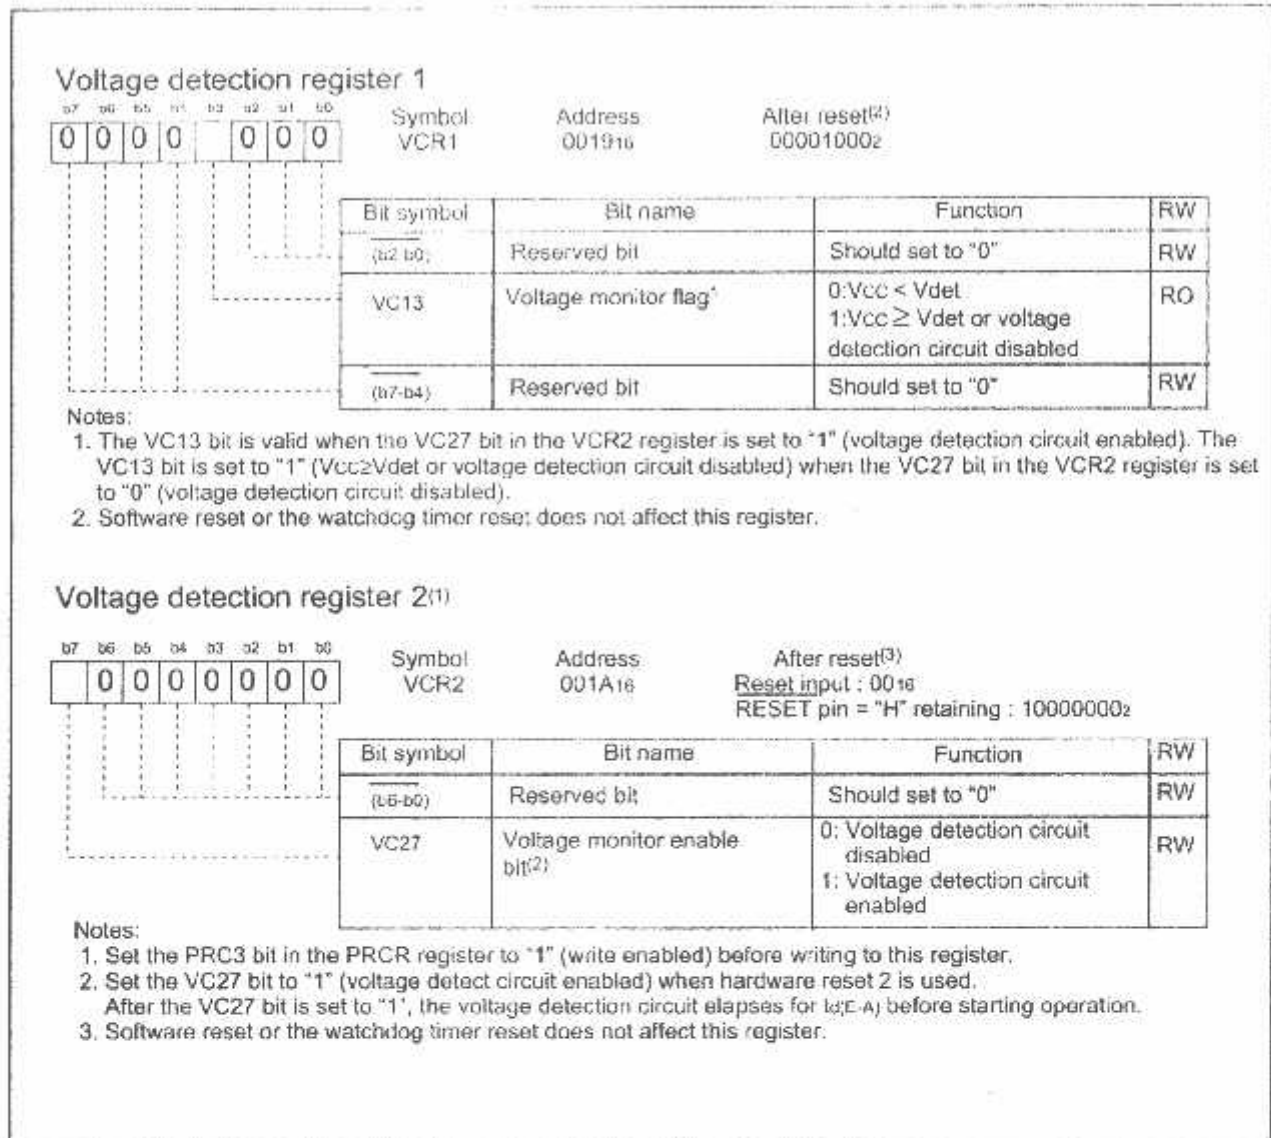 Voltage detection register 1
b7 b6 b5 b4 b3 b2 b1 b0
0 0 0 0 0 0 0
Symbol Address After reset(2)
VCR1 001916 000010002
Bit symbol Bit name Function RW
(b2-b0) Reserved bit Should set to “0” RW
VC13 Voltage monitor flag1 0:Vcc < Vdet RO
1:Vcc ≥ Vdet or voltage
detection circuit disabled
(b7-b4) Reserved bit Should set to “0” RW
Notes:
1. The VC13 bit is valid when the VC27 bit in the VCR2 register is set to “1” (voltage detection circuit enabled). The
VC13 bit is set to “1” (Vcc≥Vdet or voltage detection circuit disabled) when the VC27 bit in the VCR2 register is set
to “0” (voltage detection circuit disabled).
2. Software reset or the watchdog timer reset does not affect this register.
Voltage detection register 2(1)
b7 b6 b5 b4 b3 b2 b1 b0
0 0 0 0 0 0 0
Symbol Address After reset(3)
VCR2 001A16 Reset input : 0016
RESET pin = “H” retaining : 100000002
Bit symbol Bit name Function RW
(b6-b0) Reserved bit Should set to “0” RW
VC27 Voltage monitor enable 0: Voltage detection circuit RW
bit(2) disabled
1: Voltage detection circuit
enabled
Notes:
1. Set the PRC3 bit in the PRCR register to “1” (write enabled) before writing to this register.
2. Set the VC27 bit to “1” (voltage detect circuit enabled) when hardware reset 2 is used.
After the VC27 bit is set to “1”, the voltage detection circuit elapses for td(E-A) before starting operation.
3. Software reset or the watchdog timer reset does not affect this register.